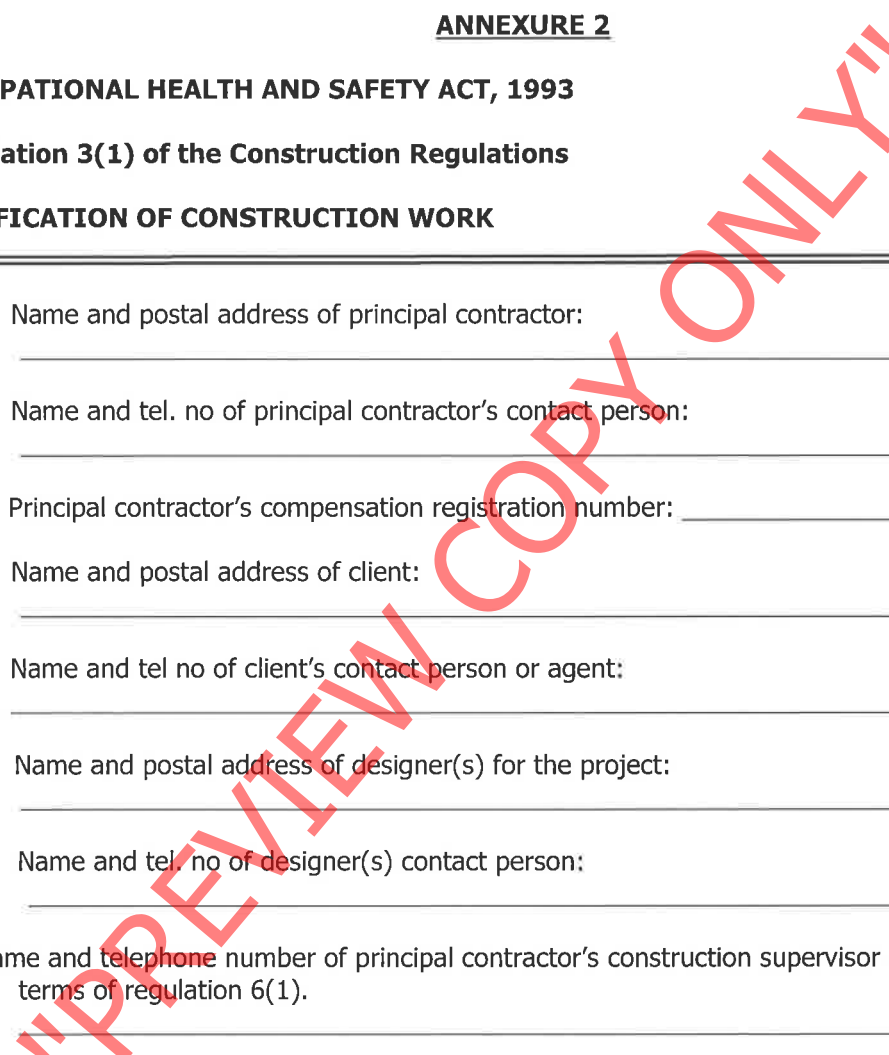 ANNEXURE 2
PATIONAL HEALTH AND SAFETY ACT, 1993
ation 3(1) of the Construction Regulations
FICATION OF CONSTRUCTION WORK
Name and postal address of principal contractor:
Name and tel. no of principal contractor's contact person:
Principal contractor's compensation registration number:
Name and postal address of client:
Name and tel no of client's contact person or agent:
Name and postal address of designer(s) for the project:
Name and tel. no of designer(s) contact person:
ame and telephone number of principal contractor's construction supervisor
terms of regulation 6(1).
"PREVIEW COPY ONLY"